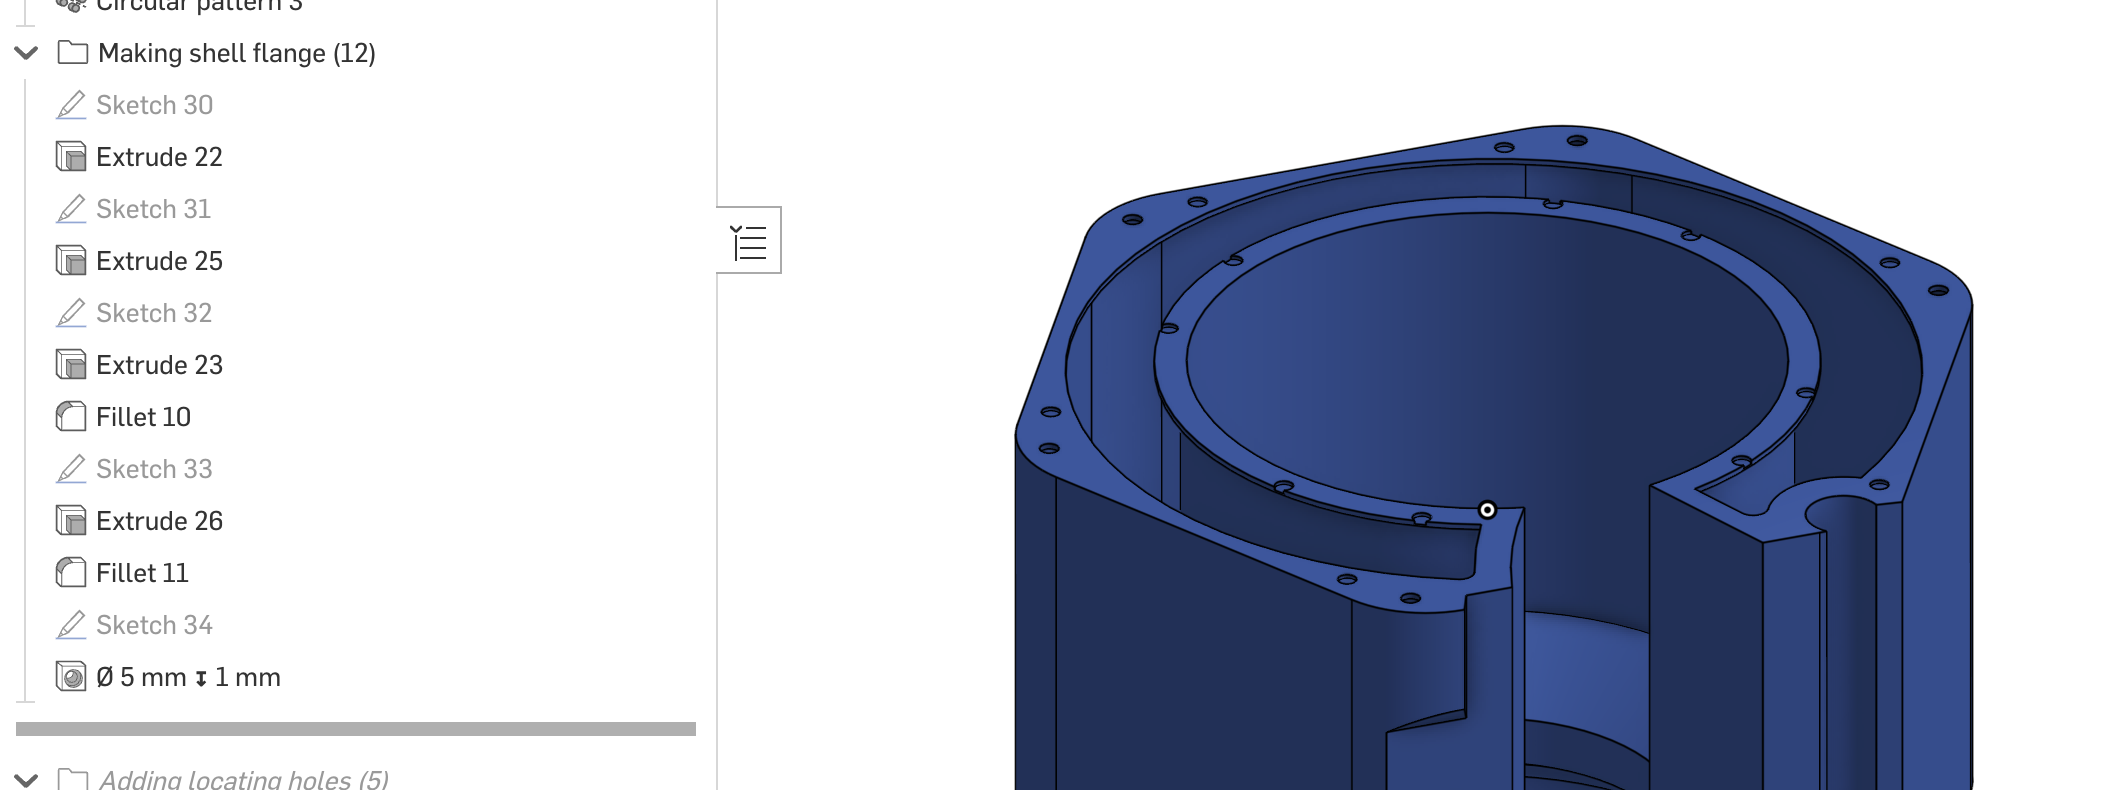 Circular pattern 3
Making shell flange (12)
Sketch 30
Extrude 22
Sketch 31
Extrude 25
Sketch 32
Extrude 23
Fillet 10
Sketch 33
Extrude 26
Fillet 11
Sketch 34
Ø 5 mm ↧ 1 mm
Adding locating holes (5)